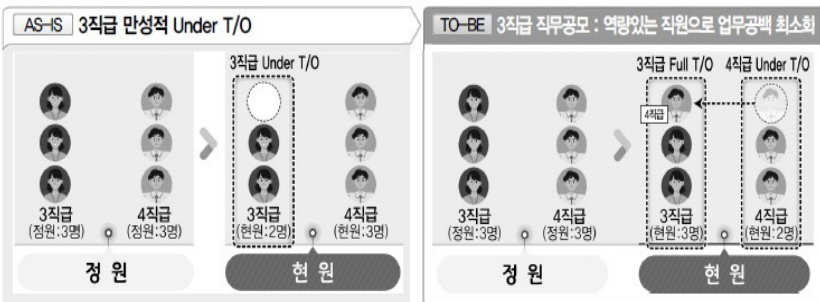 AS-IS 3직급 만성적 Under T/O
3직급 Under T/O
3직급 4직급
(정원:3명) (정원:3명)
3직급 4직급
(현원:2명) (현원:3명)
정 원 현 원
TO-BE 3직급 직무공모 : 역량있는 직원으로 업무공백 최소화
3직급 Full T/O 4직급 Under T/O
4직급
3직급 4직급
(정원:3명) (정원:3명)
3직급 4직급
(현원:3명) (현원:2명)
정 원 현 원